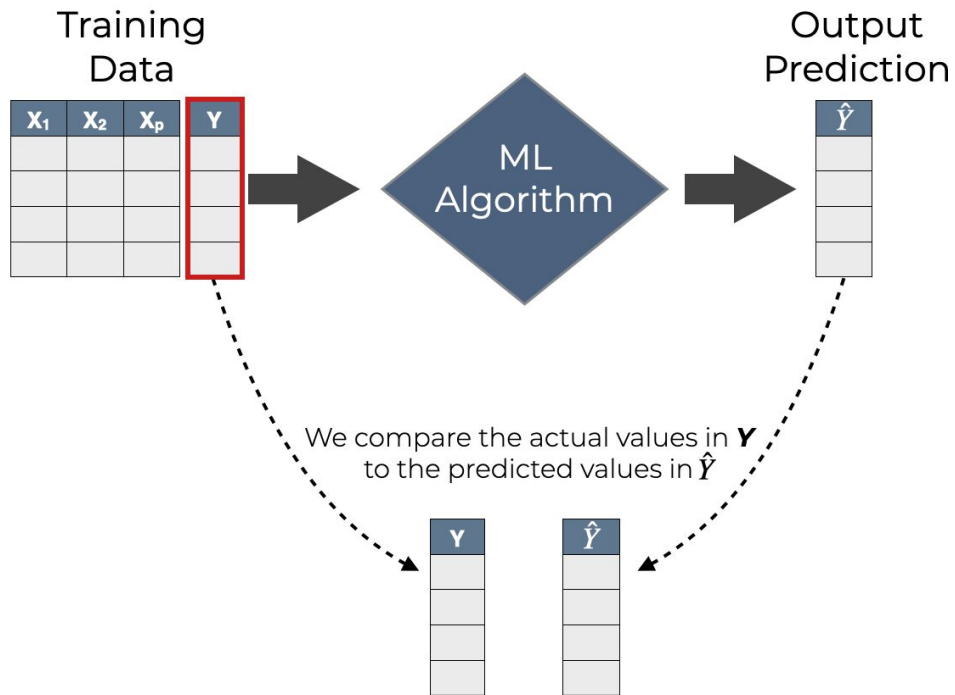 Training
Data
Output
Prediction
X₁ X₂ Xₚ Y
Ŷ
ML
Algorithm
We compare the actual values in Y
to the predicted values in Ŷ
Y
Ŷ